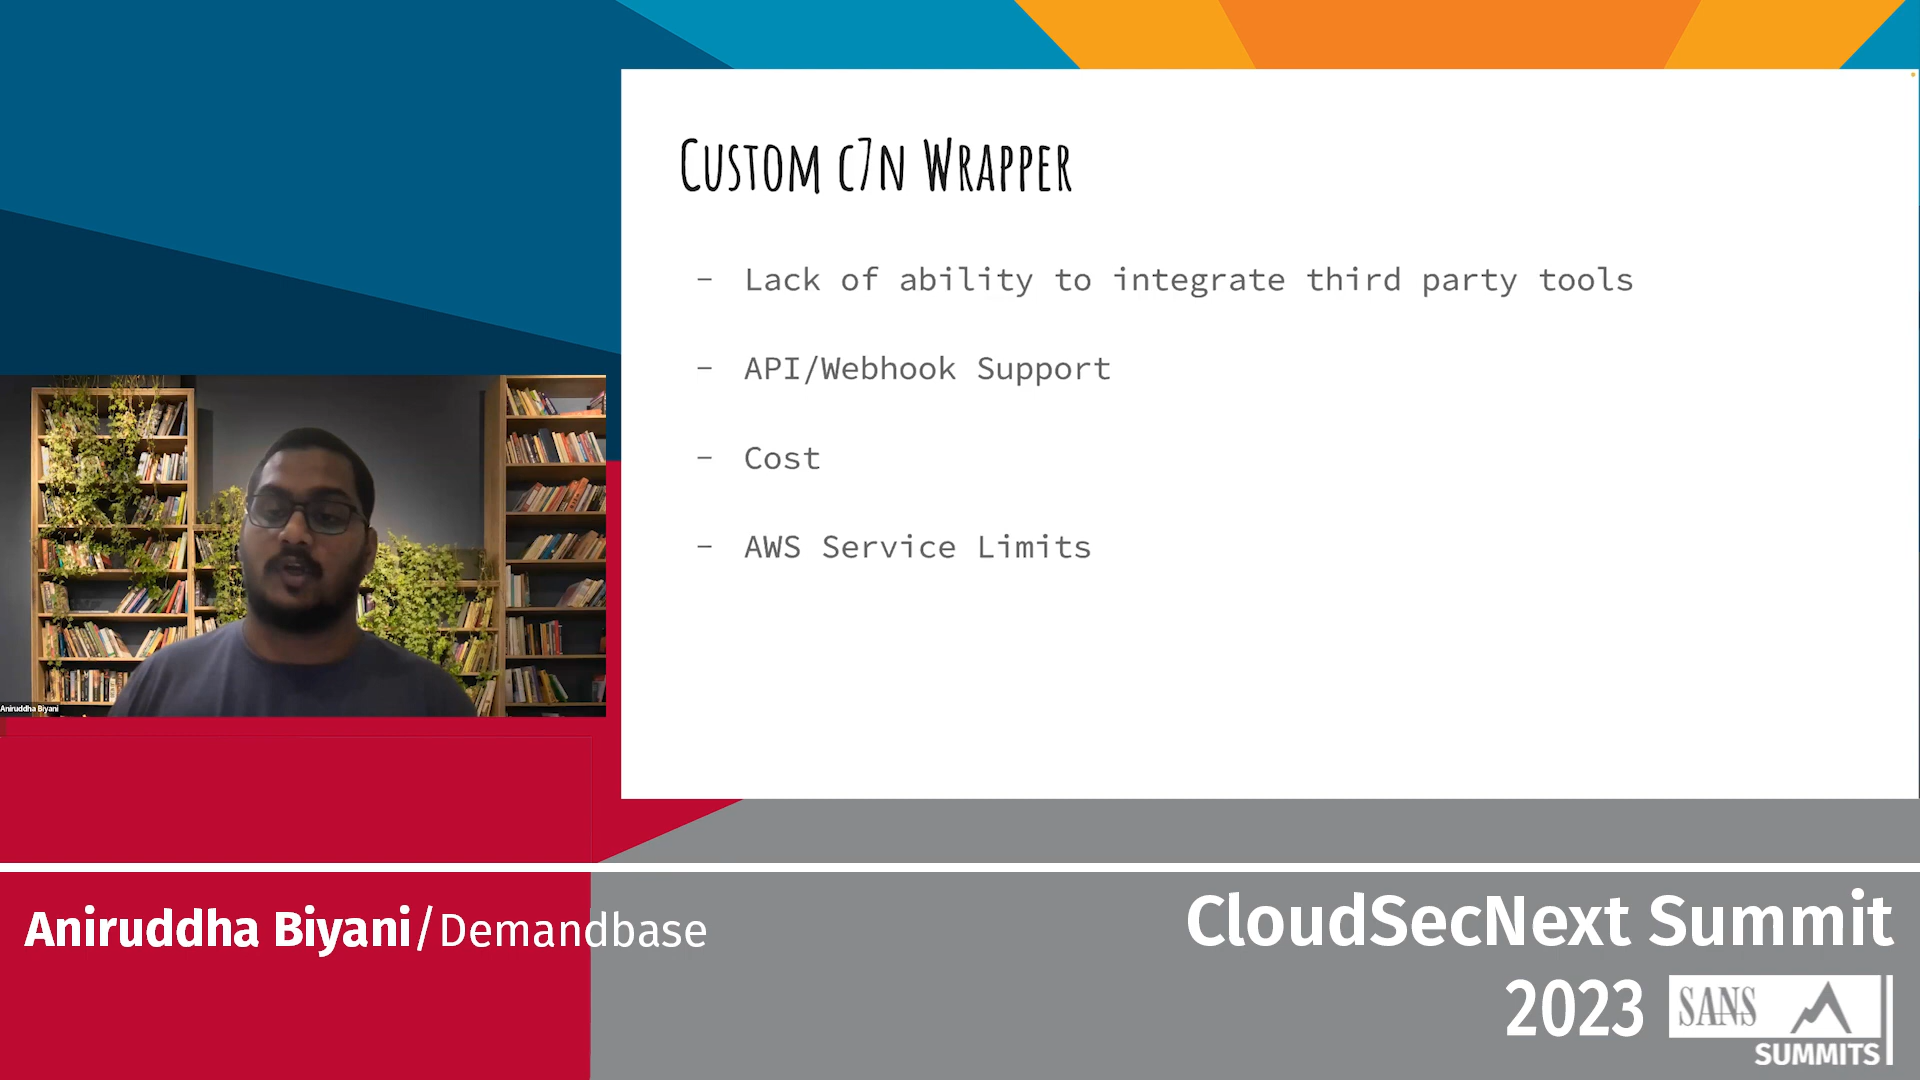 Custom c7n Wrapper
- Lack of ability to integrate third party tools
- API/Webhook Support
- Cost
- AWS Service Limits
Aniruddha Biyani
Aniruddha Biyani/Demandbase
CloudSecNext Summit
2023
SANS
SUMMITS